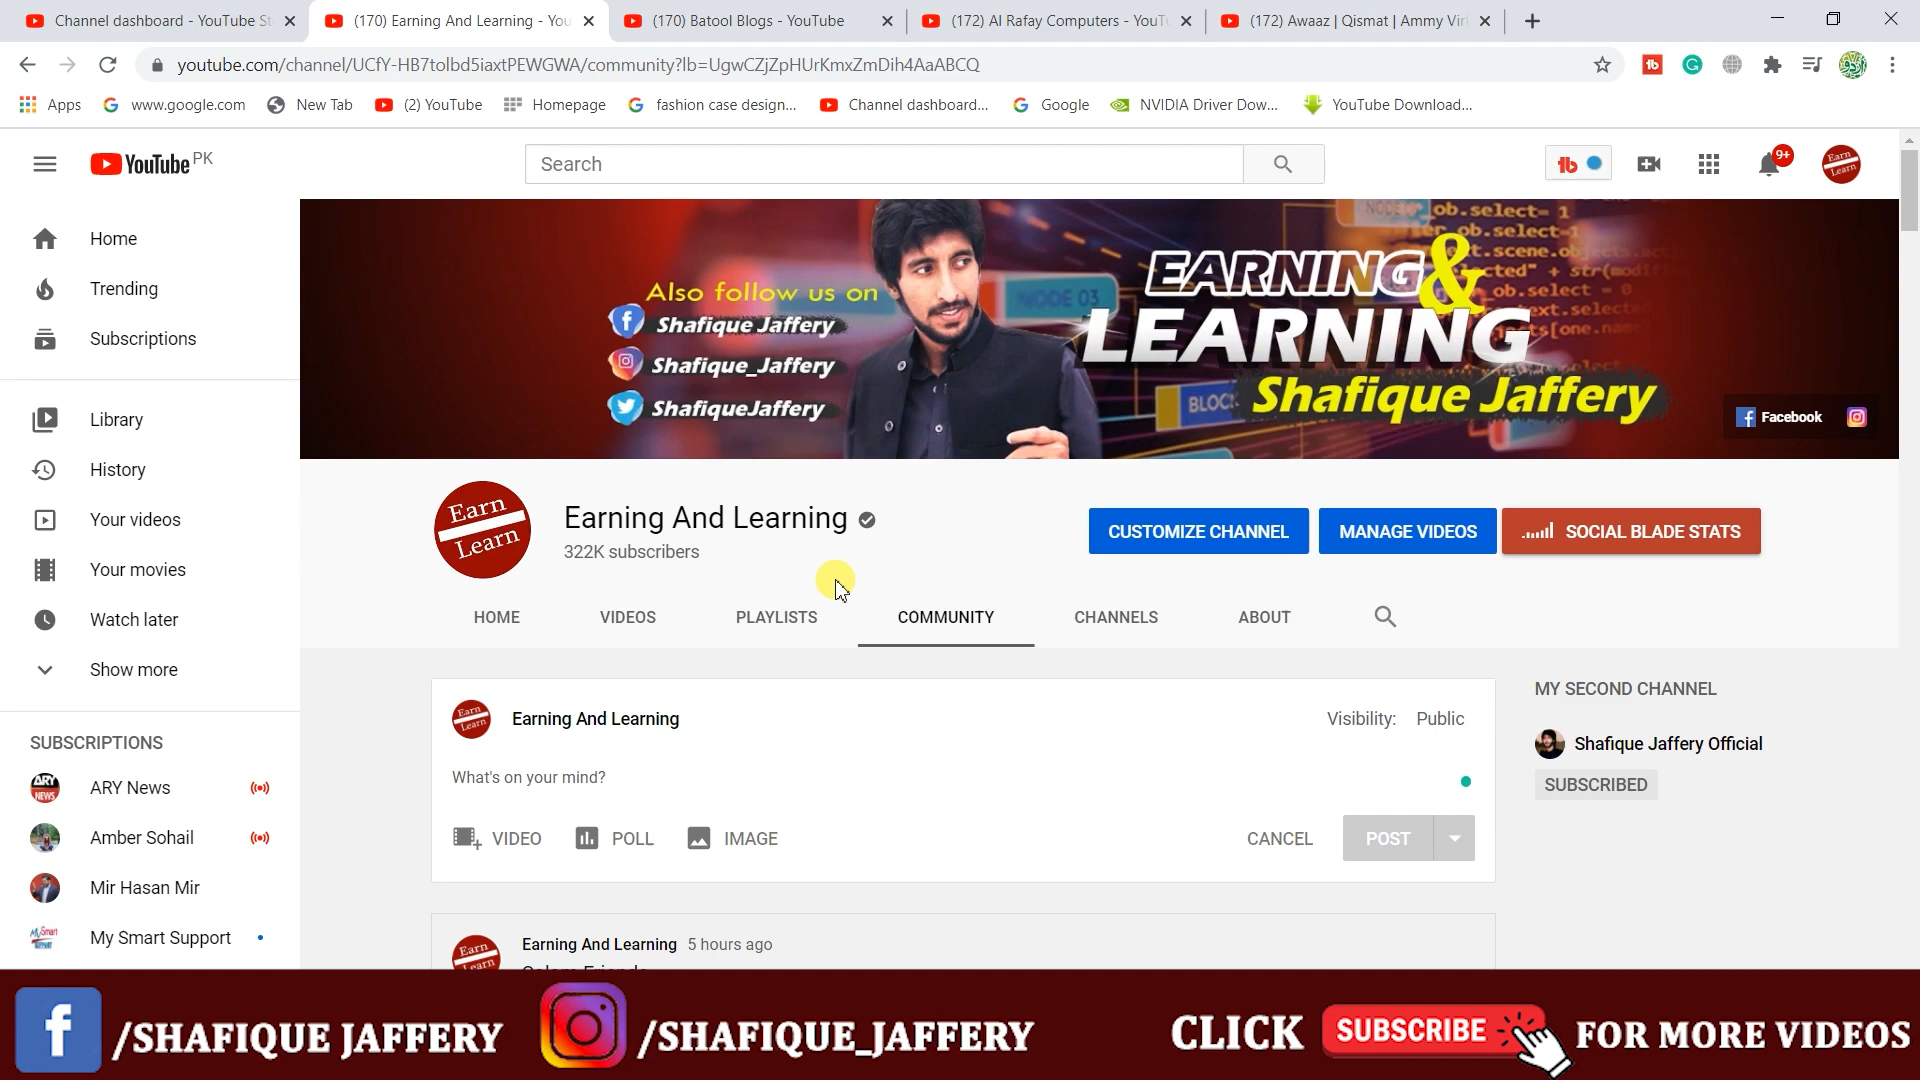 Channel dashboard - YouTube St
(170) Earning And Learning - You
(170) Batool Blogs - YouTube
(172) Al Rafay Computers - YouT
(172) Awaaz | Qismat | Ammy Vir
youtube.com/channel/UCfY-HB7tolbd5iaxtPEWGWA/community?lb=UgwCZjZpHUrKmxZmDih4AaABCQ
Apps
www.google.com
New Tab
(2) YouTube
Homepage
fashion case design...
Channel dashboard...
Google
NVIDIA Driver Dow...
YouTube Download...
YouTube PK
Search
9+
Earn Learn
Home
Trending
Subscriptions
Library
History
Your videos
Your movies
Watch later
Show more
SUBSCRIPTIONS
ARY News
Amber Sohail
Mir Hasan Mir
My Smart Support
Also follow us on
Shafique Jaffery
Shafique_Jaffery
ShafiqueJaffery
EARNING &
LEARNING
Shafique Jaffery
Facebook
Earn
Learn
Earning And Learning
322K subscribers
CUSTOMIZE CHANNEL
MANAGE VIDEOS
SOCIAL BLADE STATS
HOME
VIDEOS
PLAYLISTS
COMMUNITY
CHANNELS
ABOUT
Earning And Learning
Visibility: Public
What's on your mind?
VIDEO
POLL
IMAGE
CANCEL
POST
MY SECOND CHANNEL
Shafique Jaffery Official
SUBSCRIBED
Earning And Learning 5 hours ago
/SHAFIQUE JAFFERY
/SHAFIQUE_JAFFERY
CLICK SUBSCRIBE FOR MORE VIDEOS